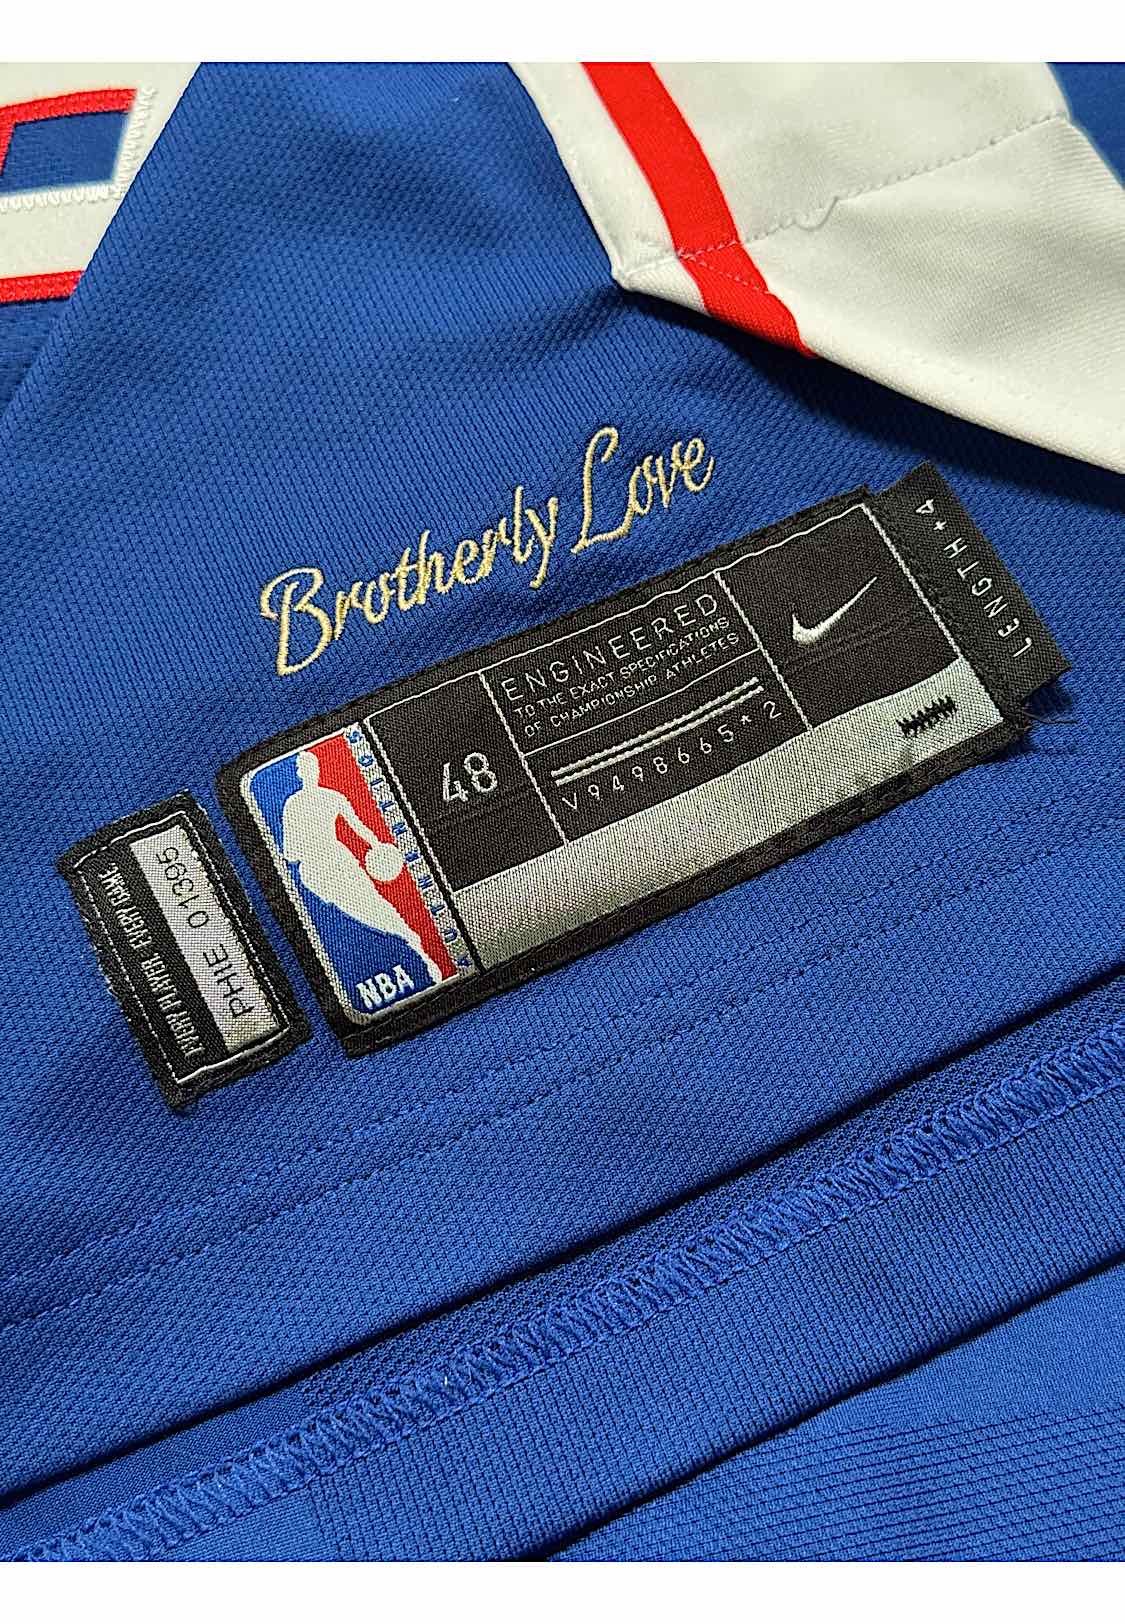 Brotherly Love
LENGTH +4
ENGINEERED
TO THE EXACT SPECIFICATIONS
OF CHAMPIONSHIP ATHLETES
48
V9498665*2
AUTHENTICS
NBA
EVERY PLAYER. EVERY GAME.
PHIE 01395